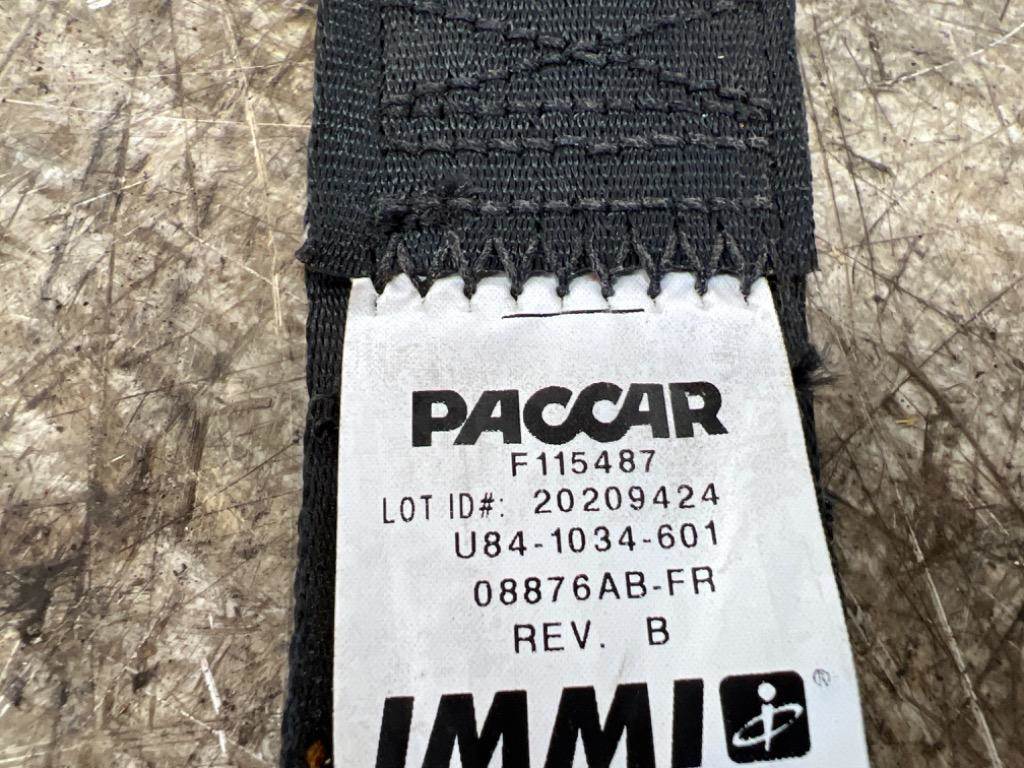 PACCAR
F115487
LOT ID#: 20209424
U84-1034-601
08876AB-FR
REV. B
IMMI ®